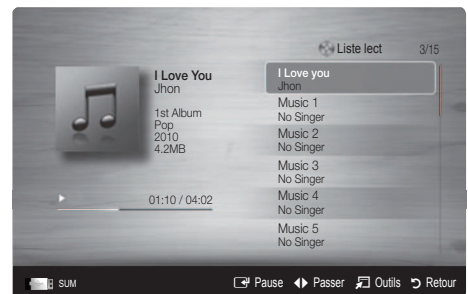 Liste lect 3/15
I Love You
Jhon
1st Album
Pop
2010
4.2MB
01:10 / 04:02
I Love you
Jhon
Music 1
No Singer
Music 2
No Singer
Music 3
No Singer
Music 4
No Singer
Music 5
No Singer
SUM Pause Passer Outils Retour